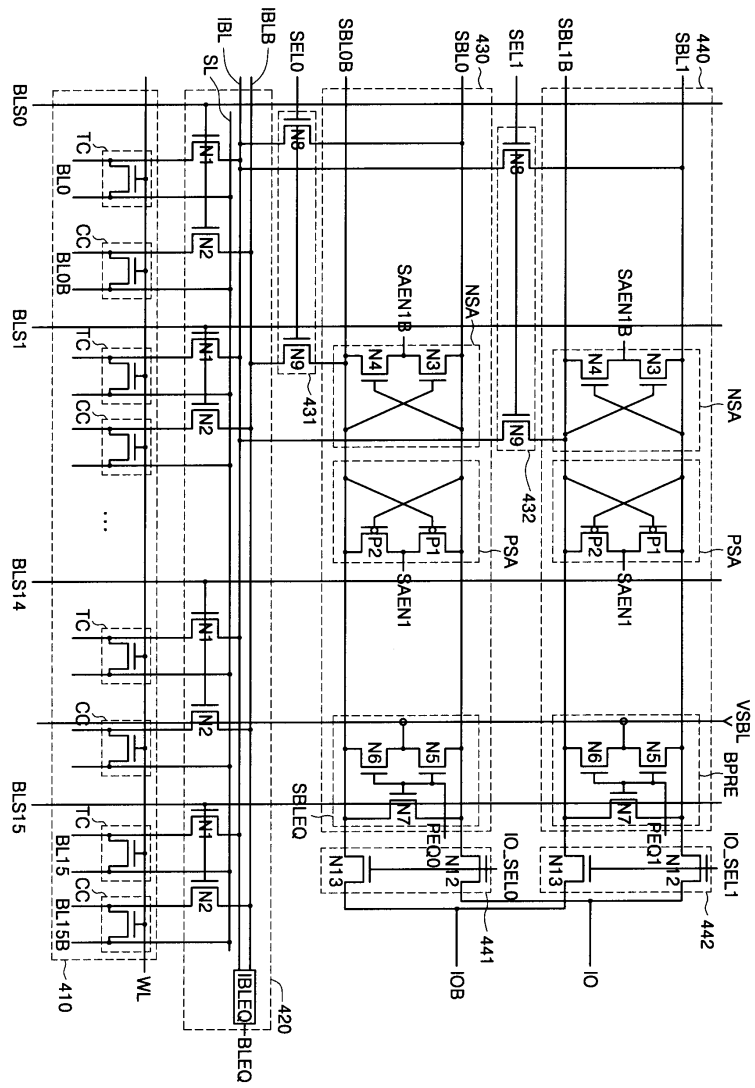 440
SBL1
SBL1B
SEL1
430
SBL0
SBL0B
SEL0
IBLB
IBL
SL
BLS0
N8
N8
N1
N2
TC
BL0
CC
BL0B
NSA
N3
N4
SAEN1B
NSA
N3
N4
SAEN1B
N9
432
N9
431
BLS1
N1
N2
TC
CC
...
PSA
P1
P2
SAEN1
PSA
P1
P2
SAEN1
BLS14
N1
N2
TC
CC
VSBL
BPRE
N5
N6
N7
PEQ1
N5
N6
N7
PEQ0
SBLEQ
BLS15
N1
N2
TC
BL15
CC
BL15B
IO_SEL1
N12
N13
442
IO_SEL0
N12
N13
441
IO
IOB
IBLEQ
420
BLEQ
WL
410